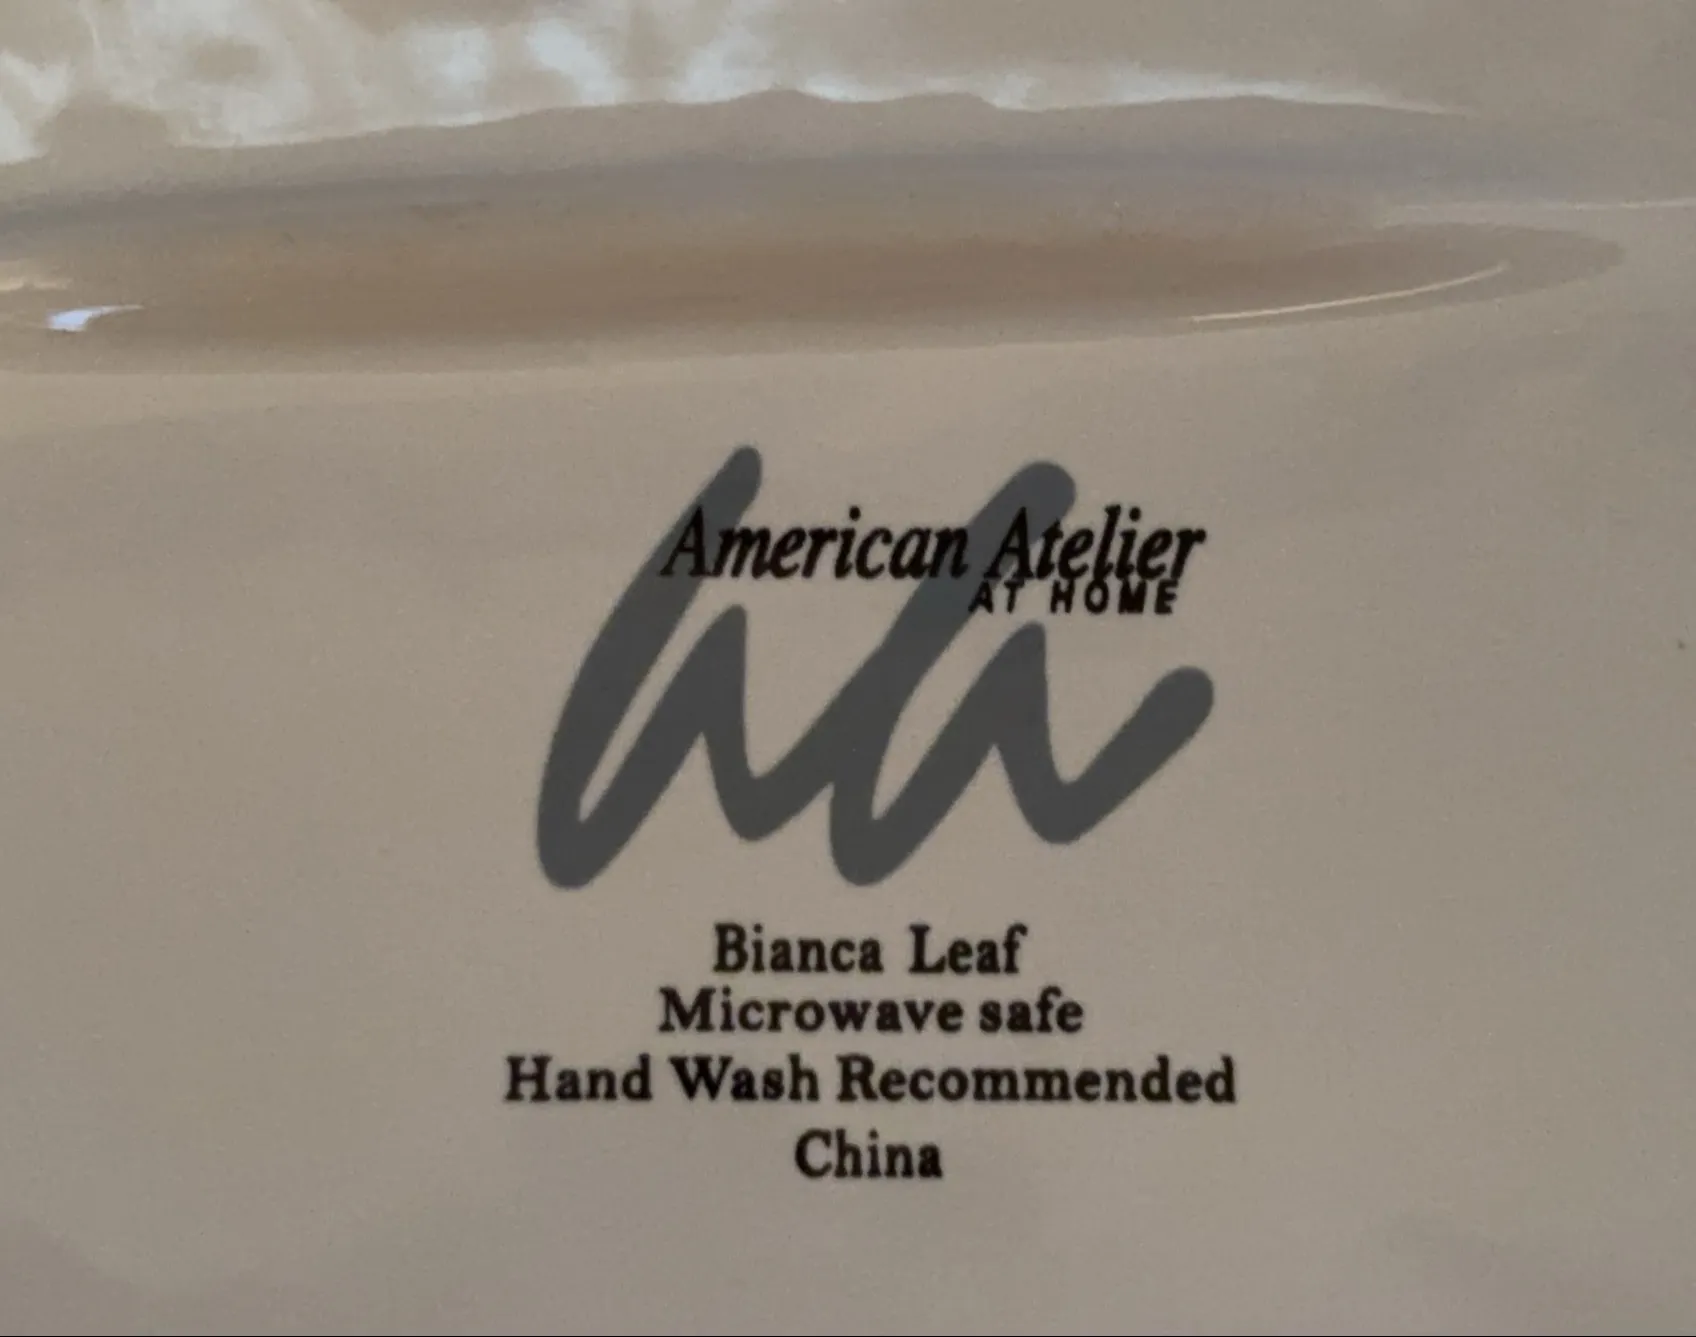 American Atelier
AT HOME
Bianca Leaf
Microwave safe
Hand Wash Recommended
China